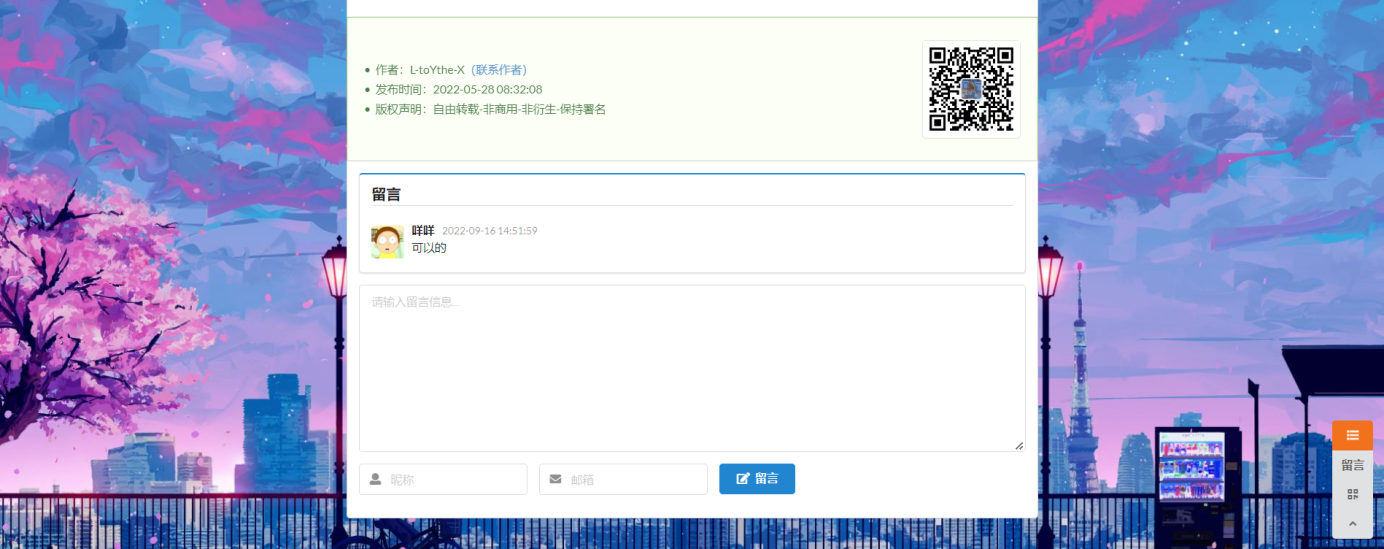 作者：L-toYthe-X（联系作者）
发布时间：2022-05-28 08:32:08
版权声明：自由转载-非商用-非衍生-保持署名
留言
咩咩 2022-09-16 14:51:59
可以的
请输入留言信息...
昵称
邮箱
留言
留言